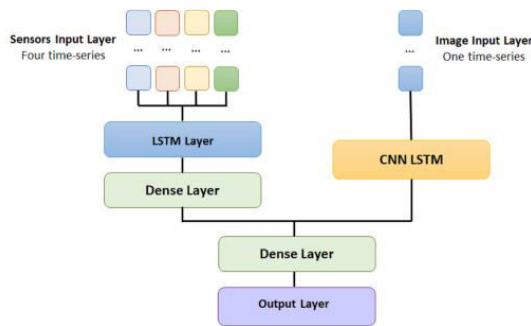 Sensors Input Layer
Four time-series
... ... ... ...
Image Input Layer
One time-series
...
LSTM Layer
CNN LSTM
Dense Layer
Dense Layer
Output Layer